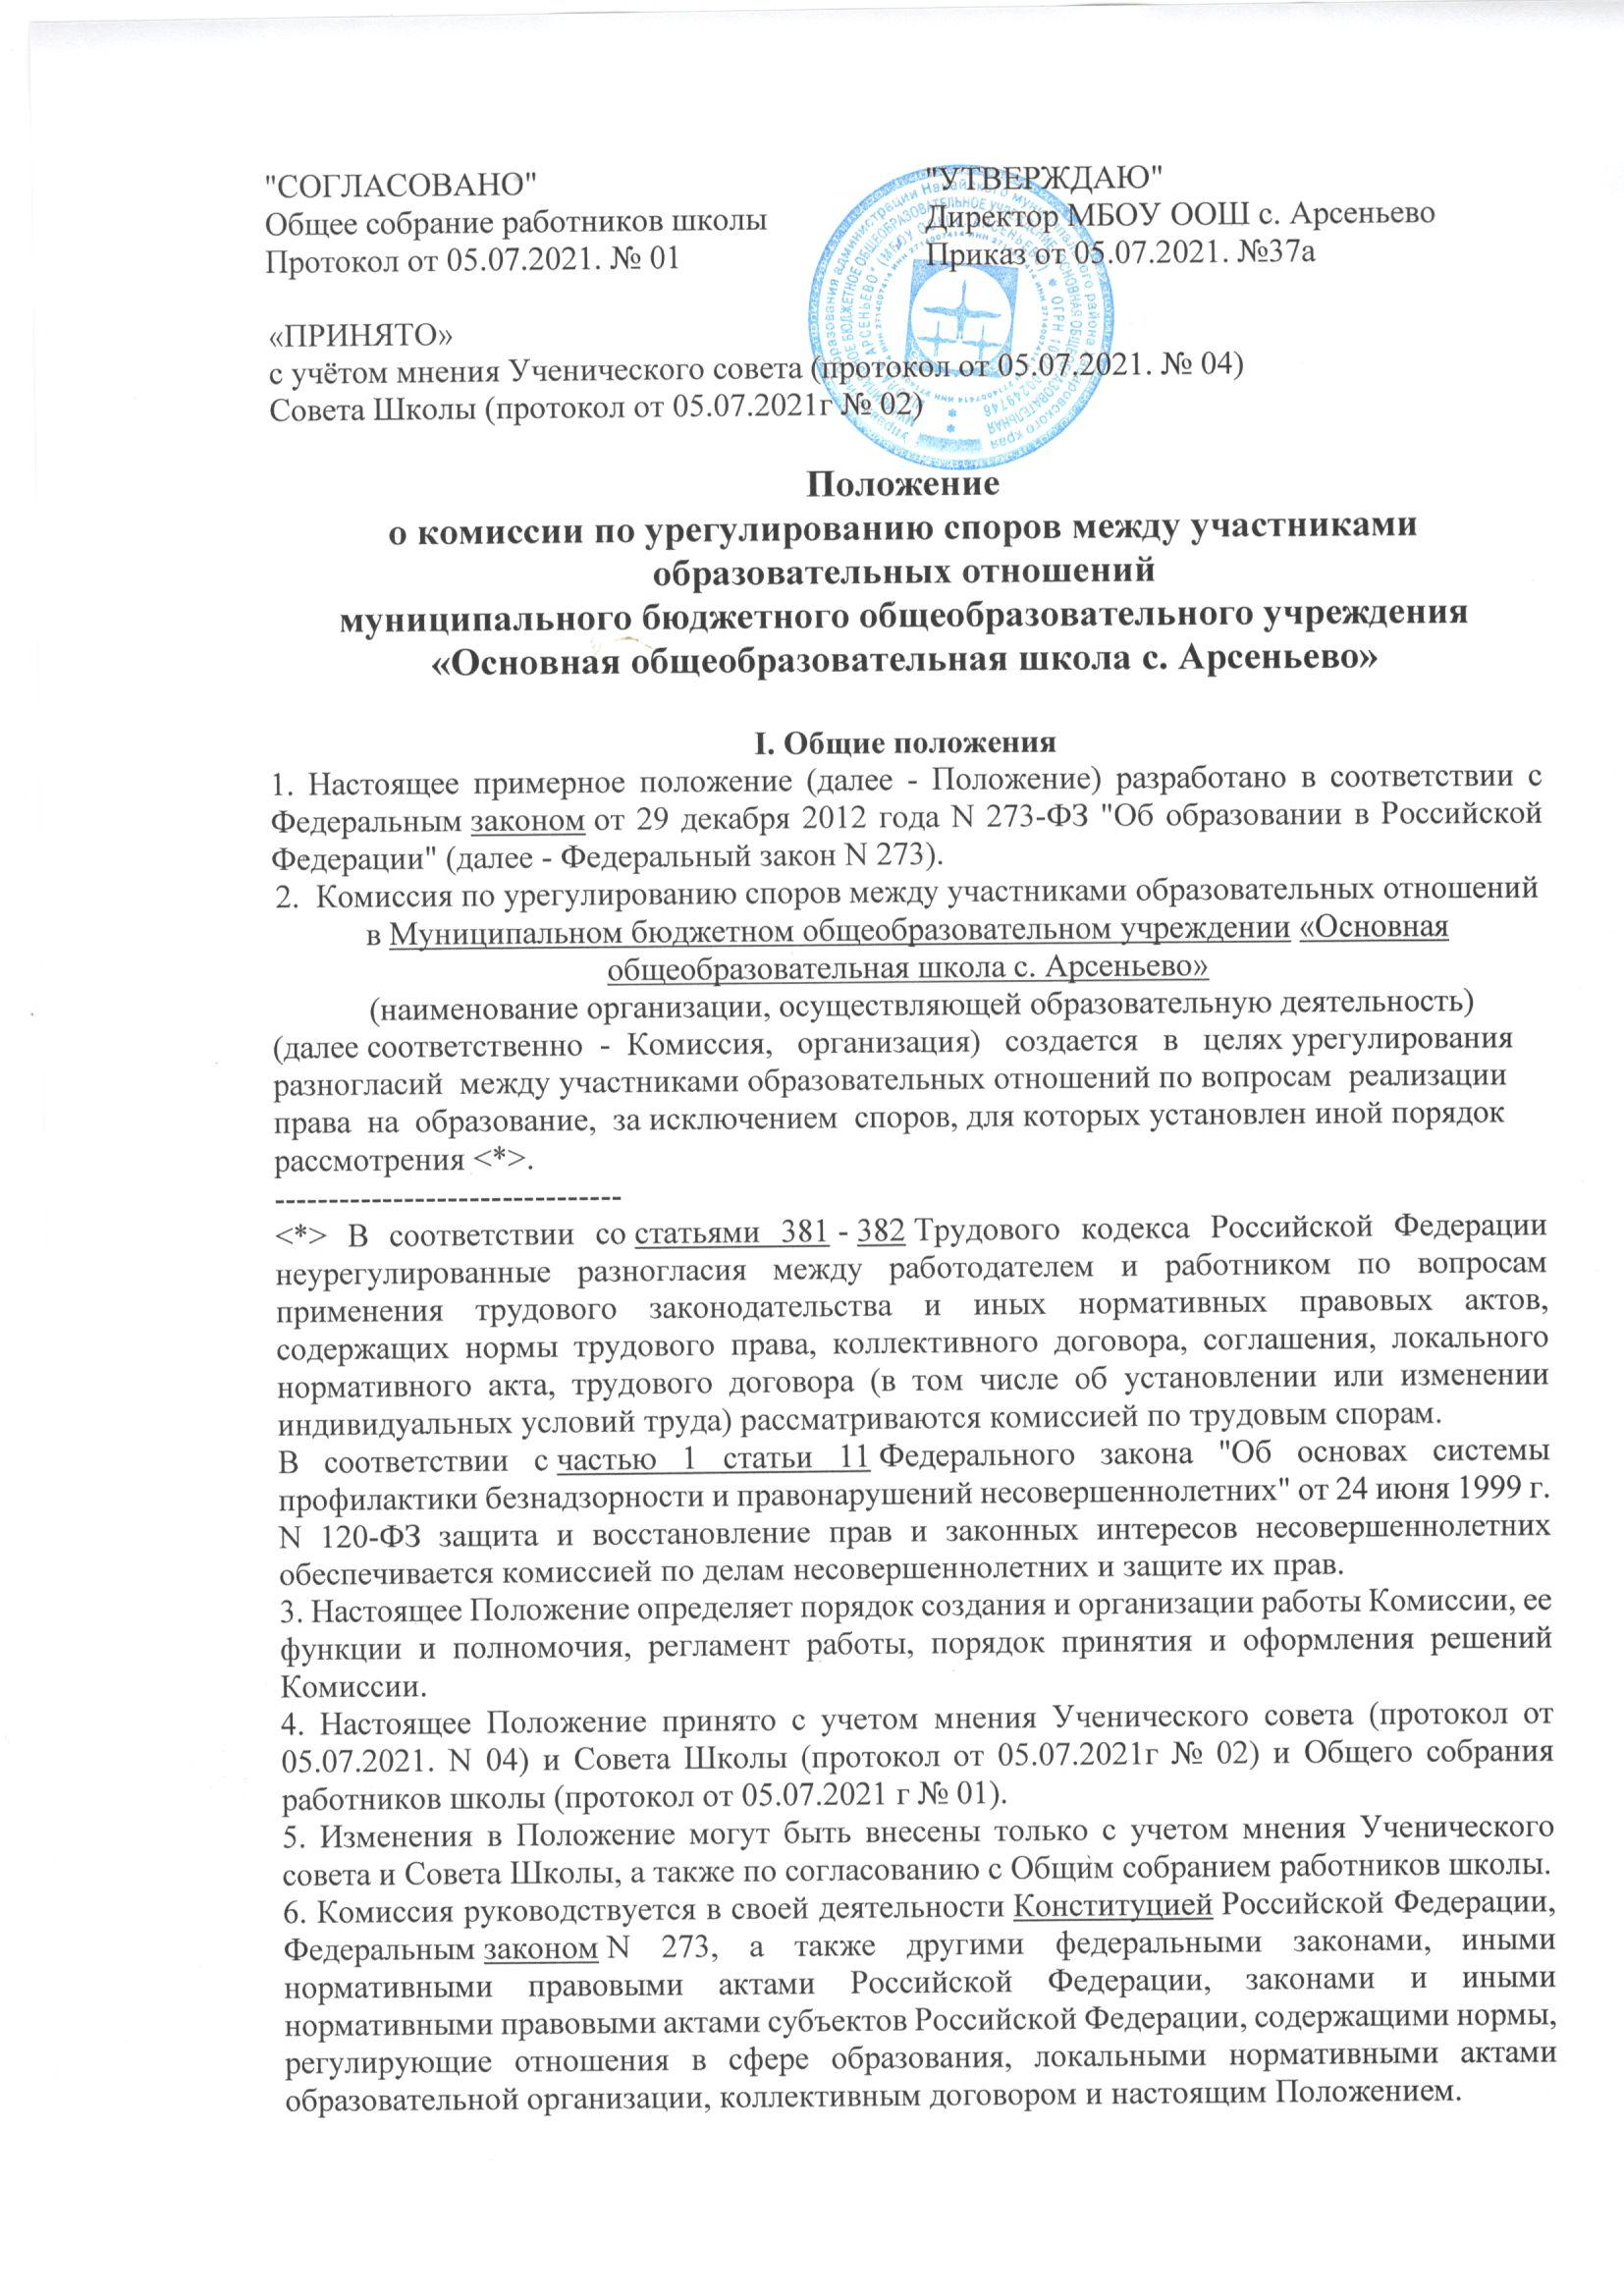 "СОГЛАСОВАНО"
Общее собрание работников школы
Протокол от 05.07.2021. № 01
"УТВЕРЖДАЮ"
Директор МБОУ ООШ с. Арсеньево
Приказ от 05.07.2021. №37а
«ПРИНЯТО»
с учётом мнения Ученического совета (протокол от 05.07.2021. № 04)
Совета Школы (протокол от 05.07.2021г № 02)
Положение
о комиссии по урегулированию споров между участниками
образовательных отношений
муниципального бюджетного общеобразовательного учреждения
«Основная общеобразовательная школа с. Арсеньево»
I. Общие положения
1. Настоящее примерное положение (далее - Положение) разработано в соответствии с
Федеральным законом от 29 декабря 2012 года N 273-ФЗ "Об образовании в Российской
Федерации" (далее - Федеральный закон N 273).
2. Комиссия по урегулированию споров между участниками образовательных отношений
в Муниципальном бюджетном общеобразовательном учреждении «Основная
общеобразовательная школа с. Арсеньево»
(наименование организации, осуществляющей образовательную деятельность)
(далее соответственно - Комиссия, организация) создается в целях урегулирования
разногласий между участниками образовательных отношений по вопросам реализации
права на образование, за исключением споров, для которых установлен иной порядок
рассмотрения <*>.
--------------------------------
<*> В соответствии со статьями 381 - 382 Трудового кодекса Российской Федерации
неурегулированные разногласия между работодателем и работником по вопросам
применения трудового законодательства и иных нормативных правовых актов,
содержащих нормы трудового права, коллективного договора, соглашения, локального
нормативного акта, трудового договора (в том числе об установлении или изменении
индивидуальных условий труда) рассматриваются комиссией по трудовым спорам.
В соответствии с частью 1 статьи 11 Федерального закона "Об основах системы
профилактики безнадзорности и правонарушений несовершеннолетних" от 24 июня 1999 г.
N 120-ФЗ защита и восстановление прав и законных интересов несовершеннолетних
обеспечивается комиссией по делам несовершеннолетних и защите их прав.
3. Настоящее Положение определяет порядок создания и организации работы Комиссии, ее
функции и полномочия, регламент работы, порядок принятия и оформления решений
Комиссии.
4. Настоящее Положение принято с учетом мнения Ученического совета (протокол от
05.07.2021. N 04) и Совета Школы (протокол от 05.07.2021г № 02) и Общего собрания
работников школы (протокол от 05.07.2021 г № 01).
5. Изменения в Положение могут быть внесены только с учетом мнения Ученического
совета и Совета Школы, а также по согласованию с Общим собранием работников школы.
6. Комиссия руководствуется в своей деятельности Конституцией Российской Федерации,
Федеральным законом N 273, а также другими федеральными законами, иными
нормативными правовыми актами Российской Федерации, законами и иными
нормативными правовыми актами субъектов Российской Федерации, содержащими нормы,
регулирующие отношения в сфере образования, локальными нормативными актами
образовательной организации, коллективным договором и настоящим Положением.